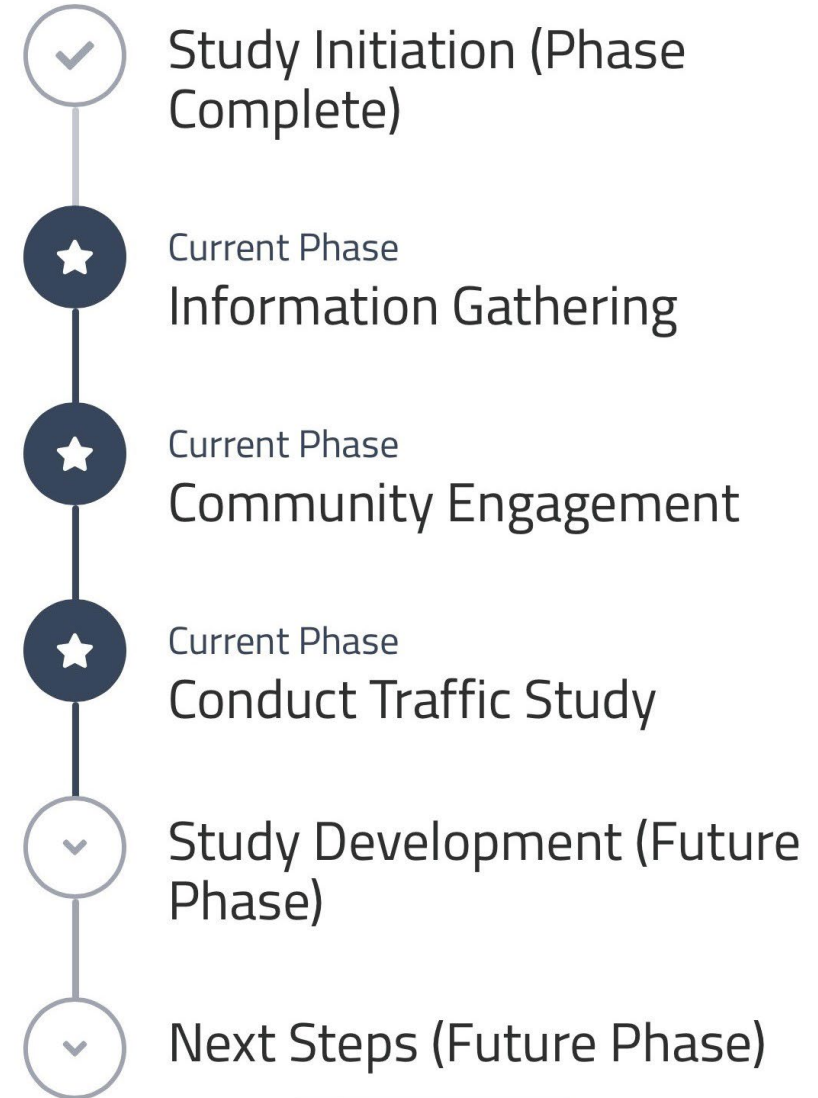 Study Initiation (Phase
Complete)
Current Phase
Information Gathering
Current Phase
Community Engagement
Current Phase
Conduct Traffic Study
Study Development (Future
Phase)
Next Steps (Future Phase)